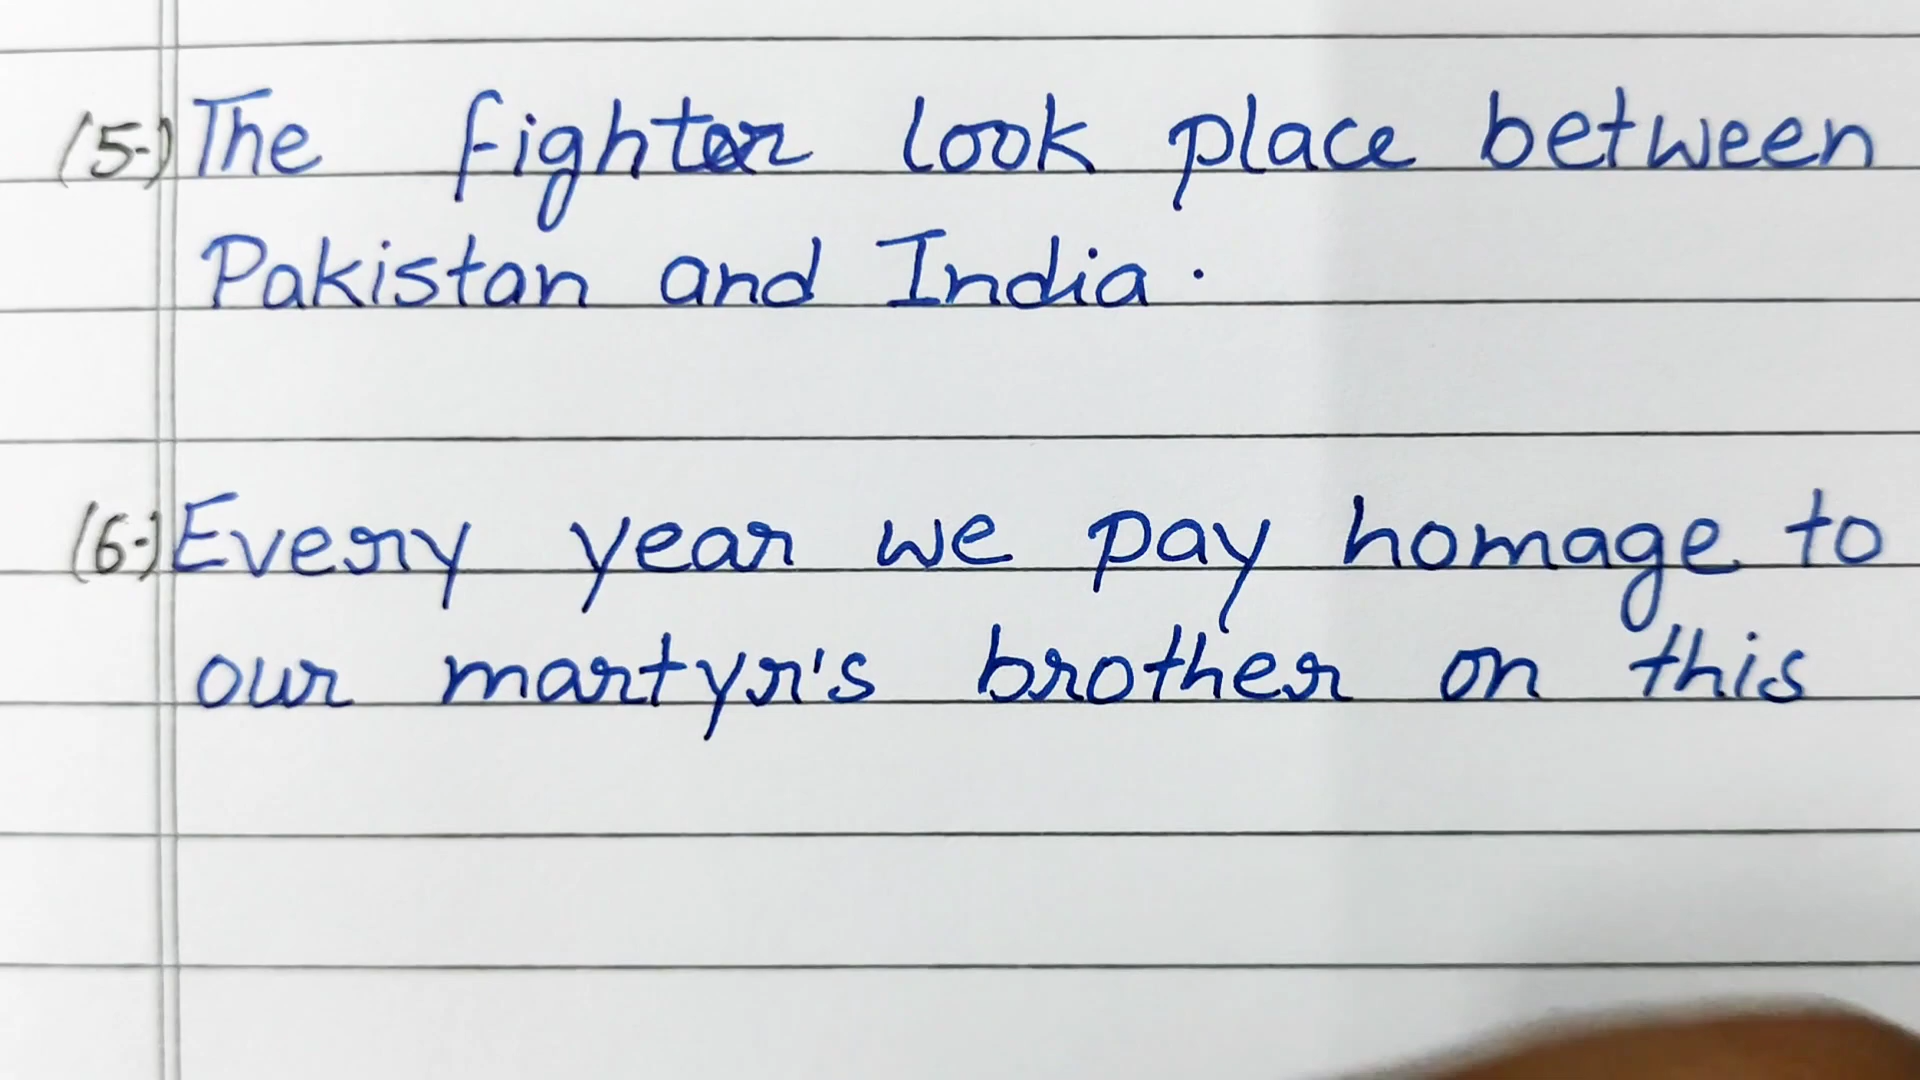 (5.) The fighter look place between
Pakistan and India.
(6.) Every year we pay homage to
our martyr's brother on this